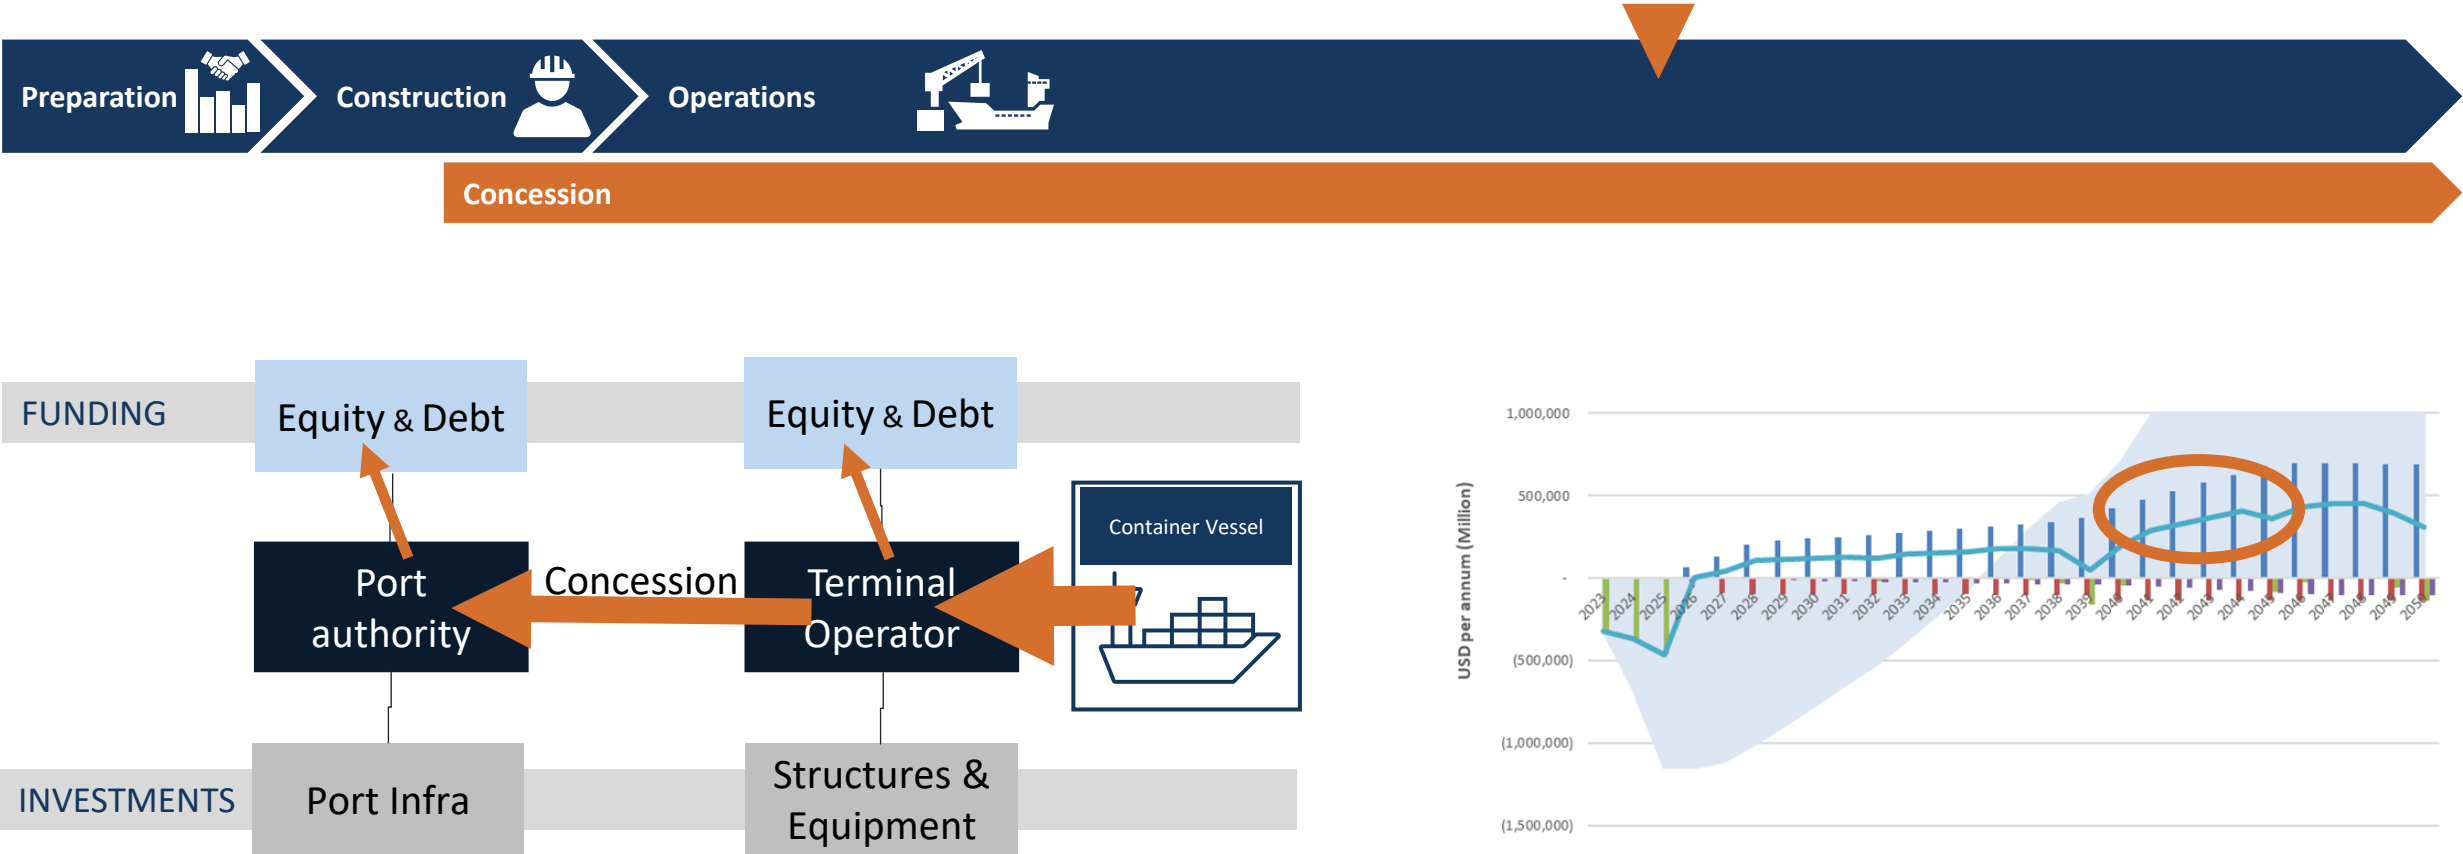 Preparation
Construction
Operations
Concession
FUNDING
Equity & Debt
Equity & Debt
Container Vessel
Port
authority
Concession
Terminal
Operator
INVESTMENTS
Port Infra
Structures &
Equipment
USD per annum (Million)
1,000,000
500,000
-
(500,000)
(1,000,000)
(1,500,000)
2023
2024
2025
2026
2027
2028
2029
2030
2031
2032
2033
2034
2035
2036
2037
2038
2039
2040
2041
2042
2043
2044
2045
2046
2047
2048
2049
2050